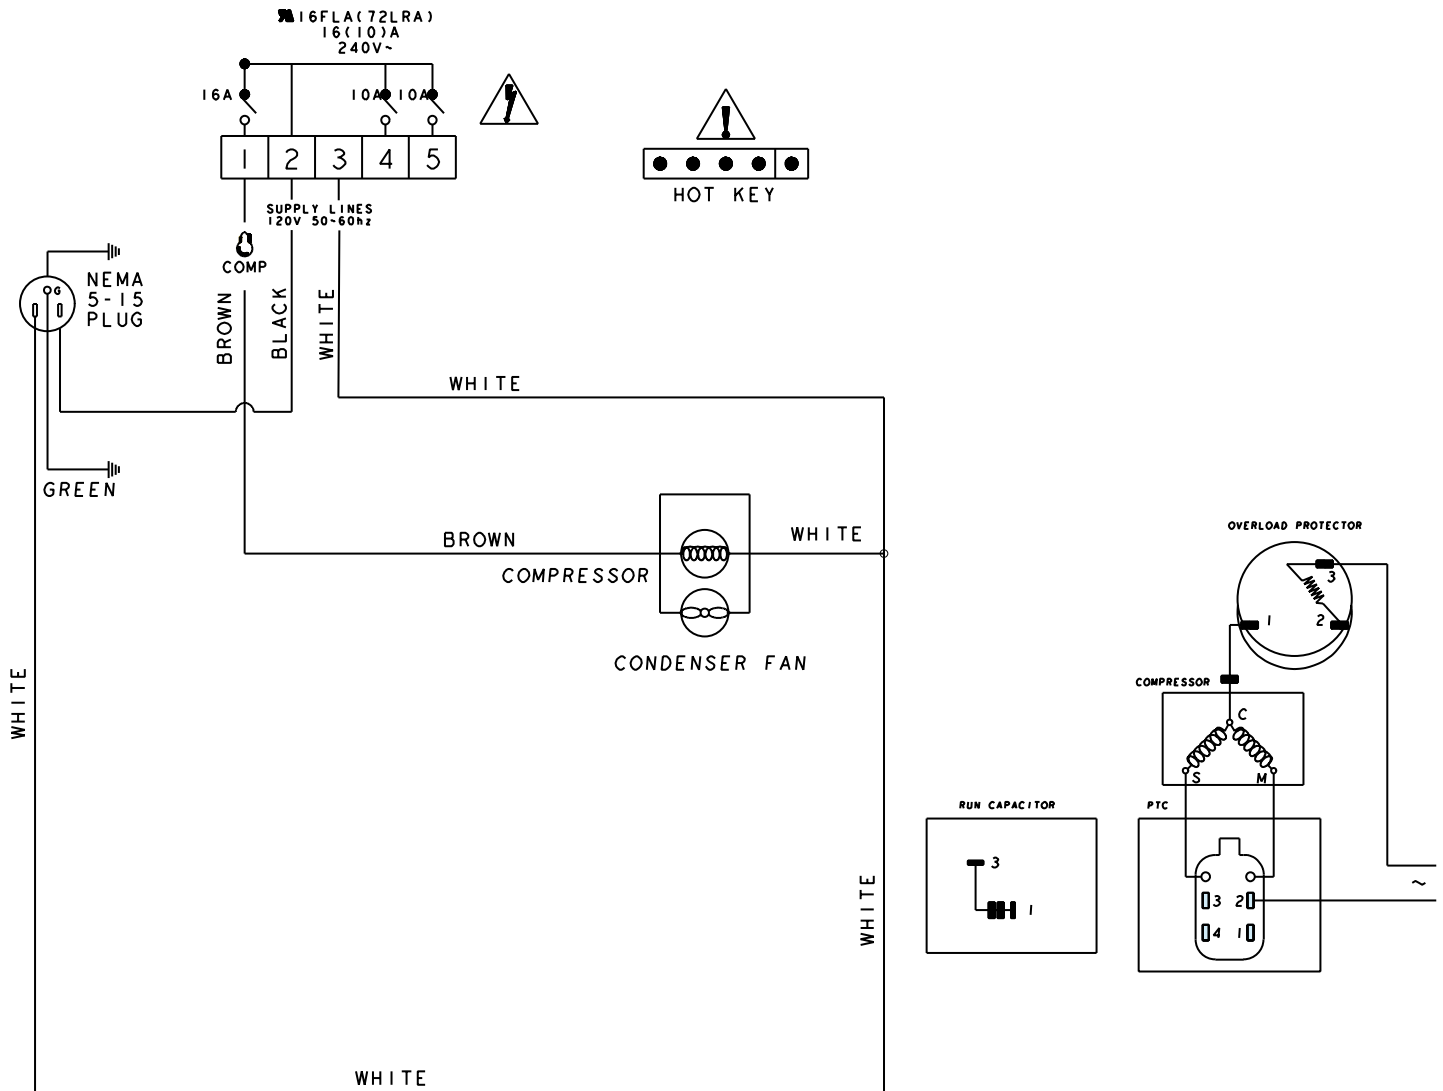 16FLA(72LRA)
16(10)A
240V~
16A
10A
10A
1 2 3 4 5
SUPPLY LINES
120V 50-60hz
COMP
HOT KEY
G
NEMA
5-15
PLUG
BROWN
BLACK
WHITE
WHITE
GREEN
BROWN
WHITE
COMPRESSOR
CONDENSER FAN
OVERLOAD PROTECTOR
3
1
2
COMPRESSOR
C
S
M
WHITE
WHITE
RUN CAPACITOR
3
1
PTC
3 2
4 1
~
WHITE